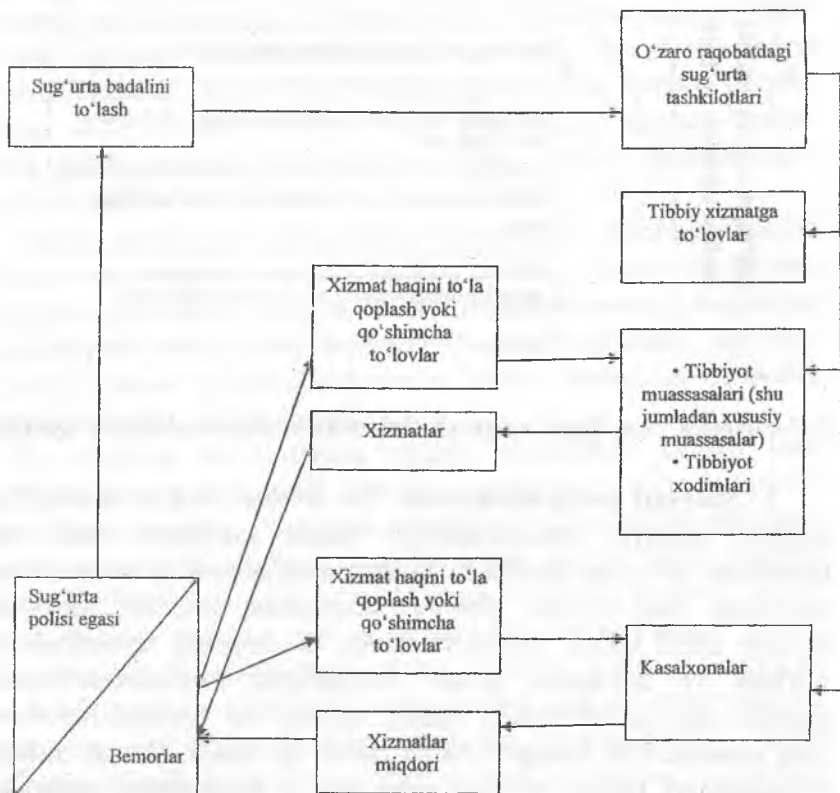 O‘zaro raqobatdagi
sug‘urta
tashkilotlari
Sug‘urta badalini
to‘lash
Tibbiy xizmatga
to‘lovlar
Xizmat haqini to‘la
qoplash yoki
qo‘shimcha
to‘lovlar
• Tibbiyot
muassasalari (shu
jumladan xususiy
muassasalar)
• Tibbiyot
xodimlari
Xizmatlar
Xizmat haqini to‘la
qoplash yoki
qo‘shimcha
to‘lovlar
Sug‘urta
polisi egasi
Kasalxonalar
Bemorlar
Xizmatlar
miqdori